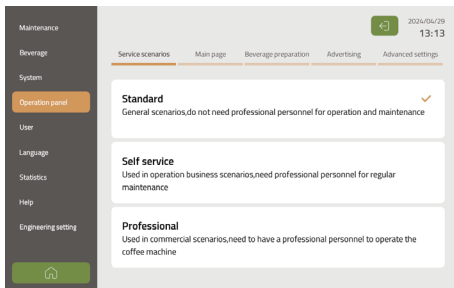 Maintenance
Beverage
System
Operation panel
User
Language
Statistics
Help
Engineering setting
2024/04/29
13:13
Service scenarios Main page Beverage preparation Advertising Advanced settings
Standard
General scenarios,do not need professional personnel for operation and maintenance
Self service
Used in operation business scenarios,need professional personnel for regular
maintenance
Professional
Used in commercial scenarios,need to have a professional personnel to operate the
coffee machine